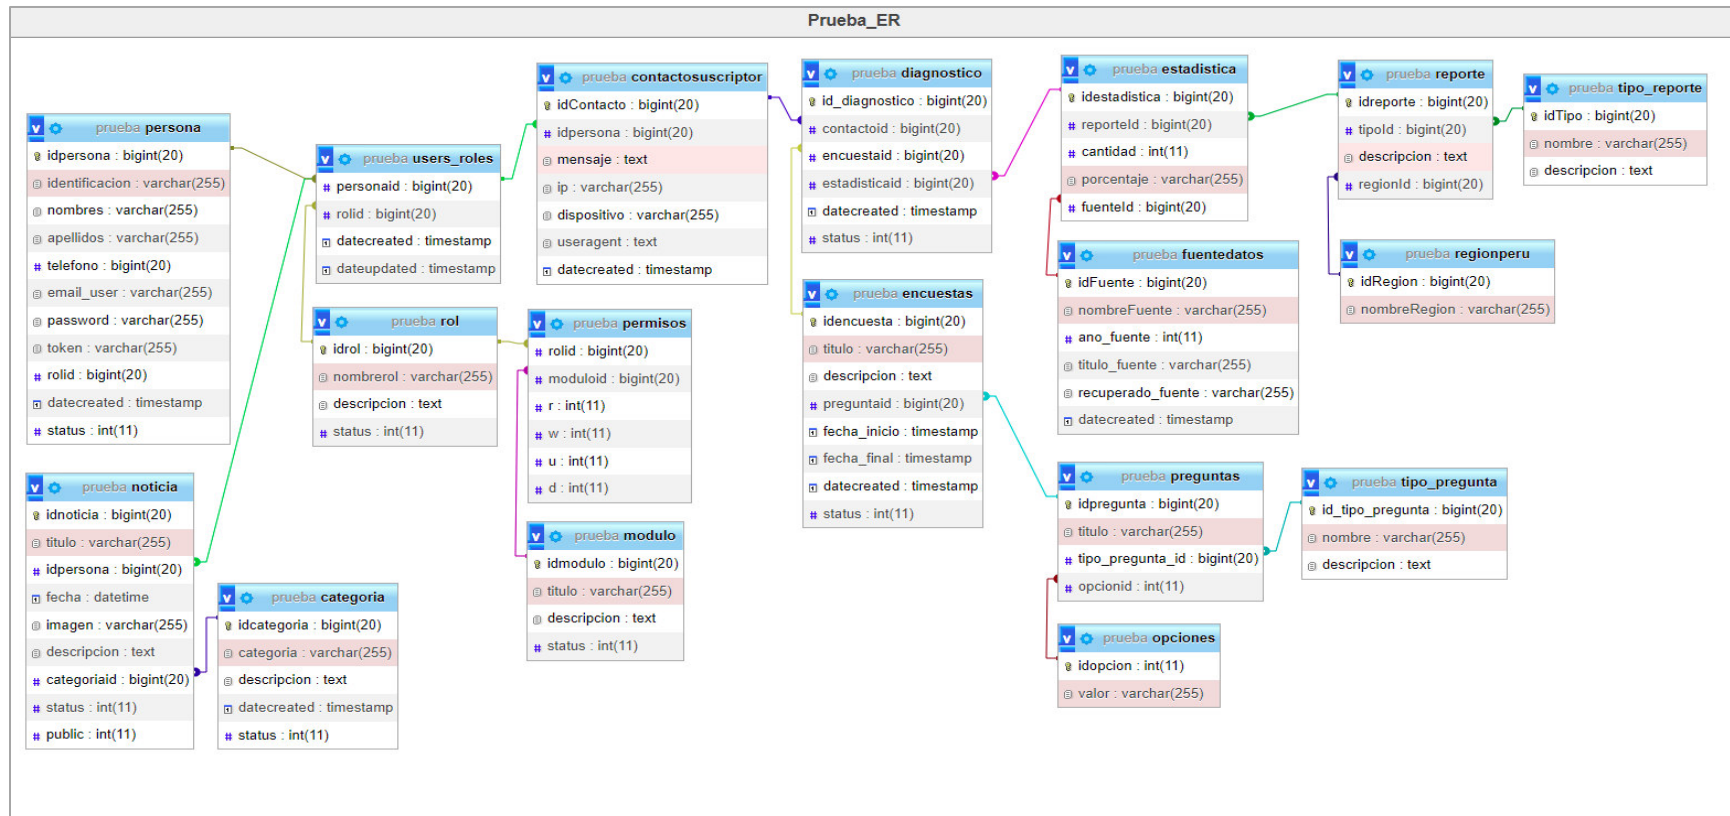 Prueba_ER
prueba persona
idpersona : bigint(20)
identificacion : varchar(255)
nombres : varchar(255)
apellidos : varchar(255)
telefono : bigint(20)
email_user : varchar(255)
password : varchar(255)
token : varchar(255)
rolid : bigint(20)
datecreated : timestamp
status : int(11)
prueba noticia
idnoticia : bigint(20)
titulo : varchar(255)
idpersona : bigint(20)
fecha : datetime
imagen : varchar(255)
descripcion : text
categoriaid : bigint(20)
status : int(11)
public : int(11)
prueba categoria
idcategoria : bigint(20)
categoria : varchar(255)
descripcion : text
datecreated : timestamp
status : int(11)
prueba users_roles
personaid : bigint(20)
rolid : bigint(20)
datecreated : timestamp
dateupdated : timestamp
prueba rol
idrol : bigint(20)
nombrerol : varchar(255)
descripcion : text
status : int(11)
prueba contactosuscriptor
idContacto : bigint(20)
idpersona : bigint(20)
mensaje : text
ip : varchar(255)
dispositivo : varchar(255)
useragent : text
datecreated : timestamp
prueba permisos
rolid : bigint(20)
moduloid : bigint(20)
r : int(11)
w : int(11)
u : int(11)
d : int(11)
prueba modulo
idmodulo : bigint(20)
titulo : varchar(255)
descripcion : text
status : int(11)
prueba diagnostico
id_diagnostico : bigint(20)
contactoid : bigint(20)
encuestaid : bigint(20)
estadisticaid : bigint(20)
datecreated : timestamp
status : int(11)
prueba encuestas
idencuesta : bigint(20)
titulo : varchar(255)
descripcion : text
preguntaid : bigint(20)
fecha_inicio : timestamp
fecha_final : timestamp
datecreated : timestamp
status : int(11)
prueba estadistica
idestadistica : bigint(20)
reporteId : bigint(20)
cantidad : int(11)
porcentaje : varchar(255)
fuenteId : bigint(20)
prueba fuentedatos
idFuente : bigint(20)
nombreFuente : varchar(255)
ano_fuente : int(11)
titulo_fuente : varchar(255)
recuperado_fuente : varchar(255)
datecreated : timestamp
prueba preguntas
idpregunta : bigint(20)
titulo : varchar(255)
tipo_pregunta_id : bigint(20)
opcionid : int(11)
prueba opciones
idopcion : int(11)
valor : varchar(255)
prueba reporte
idreporte : bigint(20)
tipoId : bigint(20)
descripcion : text
regionId : bigint(20)
prueba regionperu
idRegion : bigint(20)
nombreRegion : varchar(255)
prueba tipo_pregunta
id_tipo_pregunta : bigint(20)
nombre : varchar(255)
descripcion : text
prueba tipo_reporte
idTipo : bigint(20)
nombre : varchar(255)
descripcion : text